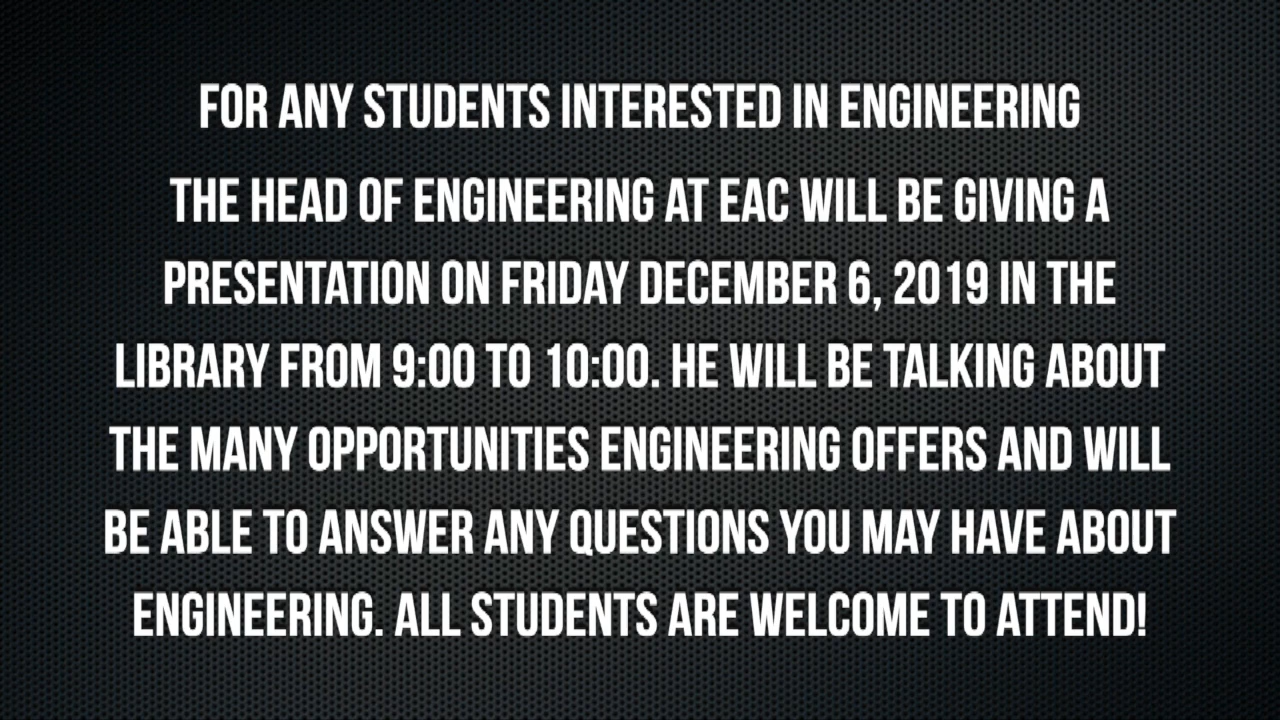 FOR ANY STUDENTS INTERESTED IN ENGINEERING
THE HEAD OF ENGINEERING AT EAC WILL BE GIVING A
PRESENTATION ON FRIDAY DECEMBER 6, 2019 IN THE
LIBRARY FROM 9:00 TO 10:00. HE WILL BE TALKING ABOUT
THE MANY OPPORTUNITIES ENGINEERING OFFERS AND WILL
BE ABLE TO ANSWER ANY QUESTIONS YOU MAY HAVE ABOUT
ENGINEERING. ALL STUDENTS ARE WELCOME TO ATTEND!